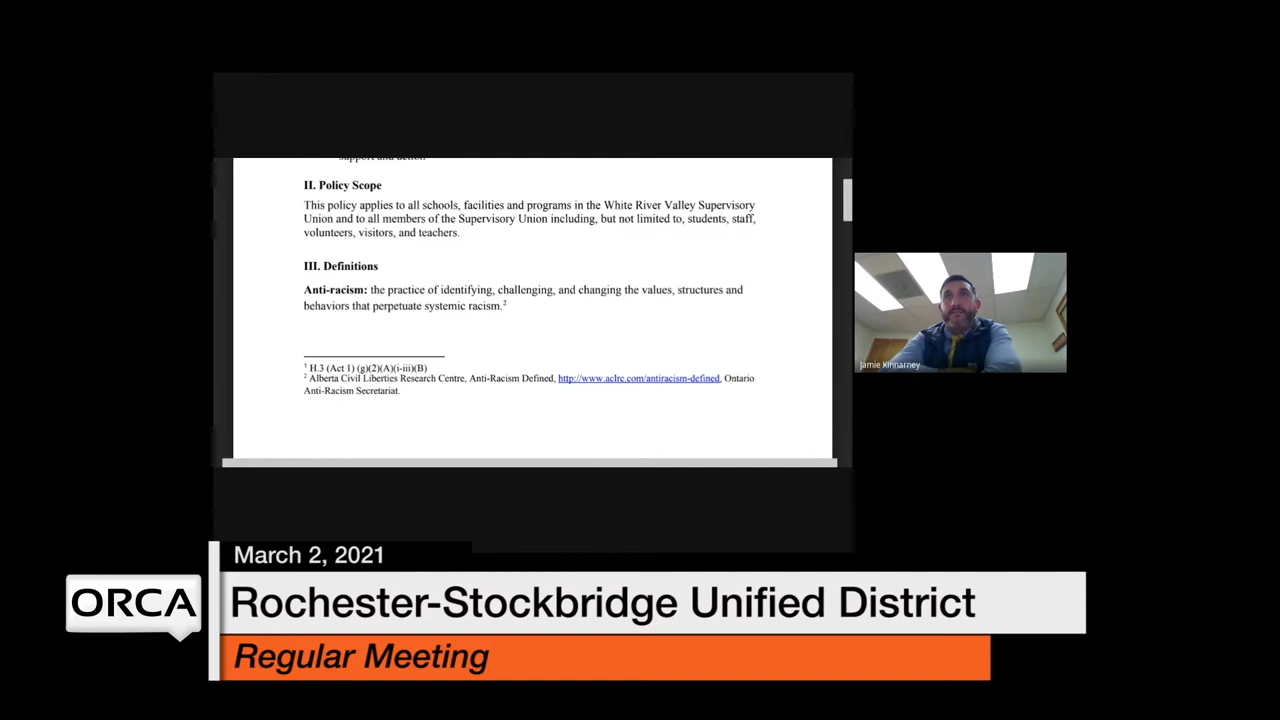 support and action
II. Policy Scope
This policy applies to all schools, facilities and programs in the White River Valley Supervisory
Union and to all members of the Supervisory Union including, but not limited to, students, staff,
volunteers, visitors, and teachers.
III. Definitions
Anti-racism: the practice of identifying, challenging, and changing the values, structures and
behaviors that perpetuate systemic racism.2
1 H.3 (Act 1) (g)(2)(A)(i-iii)(B)
2 Alberta Civil Liberties Research Centre, Anti-Racism Defined, http://www.aclrc.com/antiracism-defined, Ontario
Anti-Racism Secretariat.
Jamie Kinnarney
March 2, 2021
ORCA
Rochester-Stockbridge Unified District
Regular Meeting